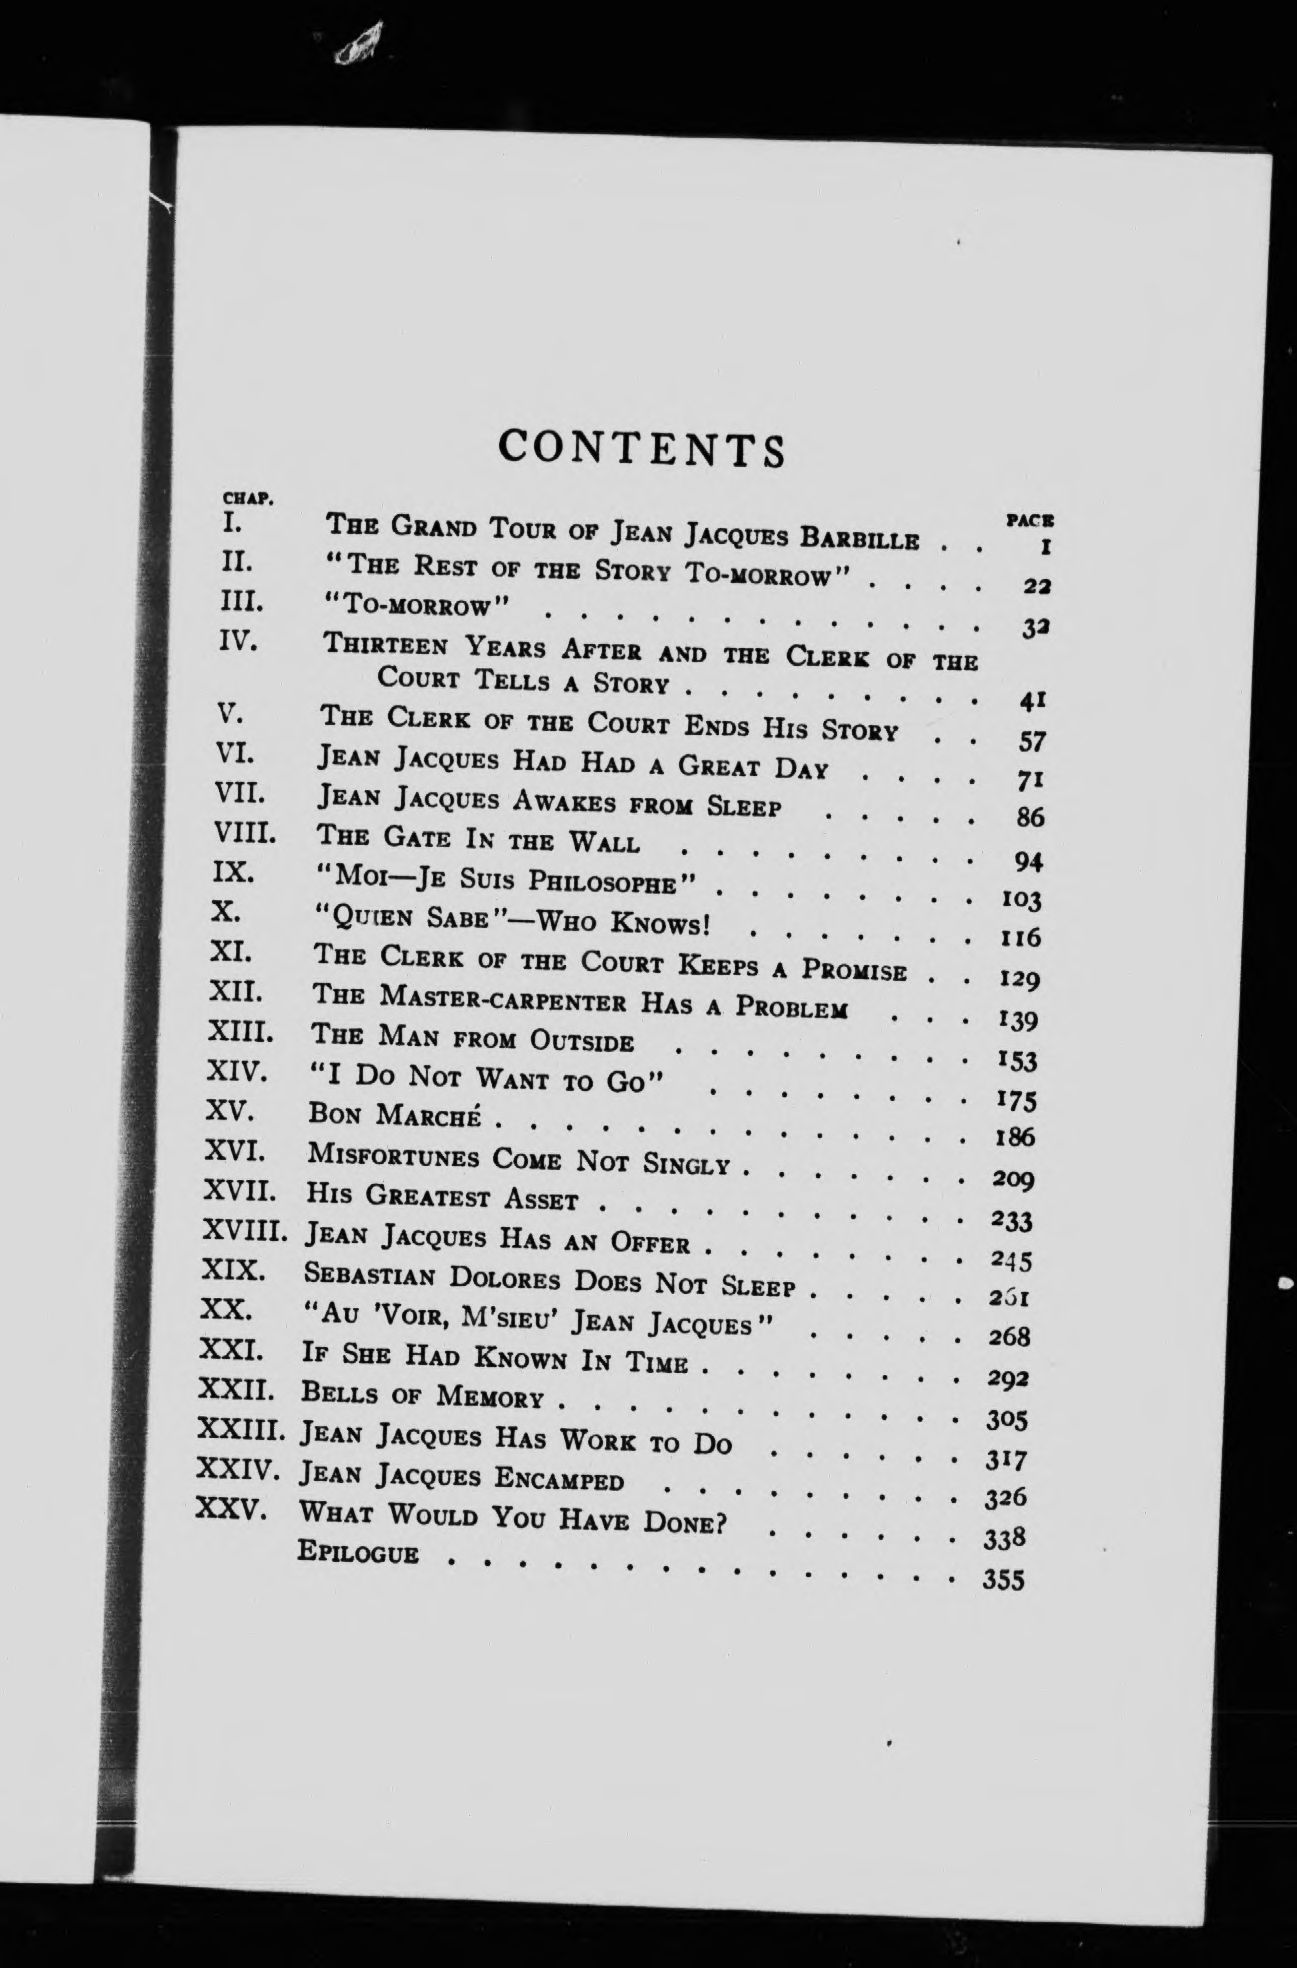 CONTENTS
CHAP. PAGE
I. The Grand Tour of Jean Jacques Barbille . . 1
II. "The Rest of the Story To-morrow" . . . . 22
III. "To-morrow" . . . . . . . . . . . . . 32
IV. Thirteen Years After and the Clerk of the
Court Tells a Story . . . . . . . . . 41
V. The Clerk of the Court Ends His Story . . 57
VI. Jean Jacques Had Had a Great Day . . . . 71
VII. Jean Jacques Awakes from Sleep . . . . . 86
VIII. The Gate In the Wall . . . . . . . . . 94
IX. "Moi—Je Suis Philosophe" . . . . . . . . 103
X. "Quien Sabe"—Who Knows! . . . . . . . 116
XI. The Clerk of the Court Keeps a Promise . . 129
XII. The Master-carpenter Has a Problem . . . 139
XIII. The Man from Outside . . . . . . . . . 153
XIV. "I Do Not Want to Go" . . . . . . . . 175
XV. Bon Marché . . . . . . . . . . . . . . 186
XVI. Misfortunes Come Not Singly . . . . . . . 209
XVII. His Greatest Asset . . . . . . . . . . . 233
XVIII. Jean Jacques Has an Offer . . . . . . . . 245
XIX. Sebastian Dolores Does Not Sleep . . . . . 261
XX. "Au 'Voir, M'sieu' Jean Jacques" . . . . . 268
XXI. If She Had Known In Time . . . . . . . . 292
XXII. Bells of Memory . . . . . . . . . . . . 305
XXIII. Jean Jacques Has Work to Do . . . . . . 317
XXIV. Jean Jacques Encamped . . . . . . . . . 326
XXV. What Would You Have Done? . . . . . . 338
Epilogue . . . . . . . . . . . . . . . 355